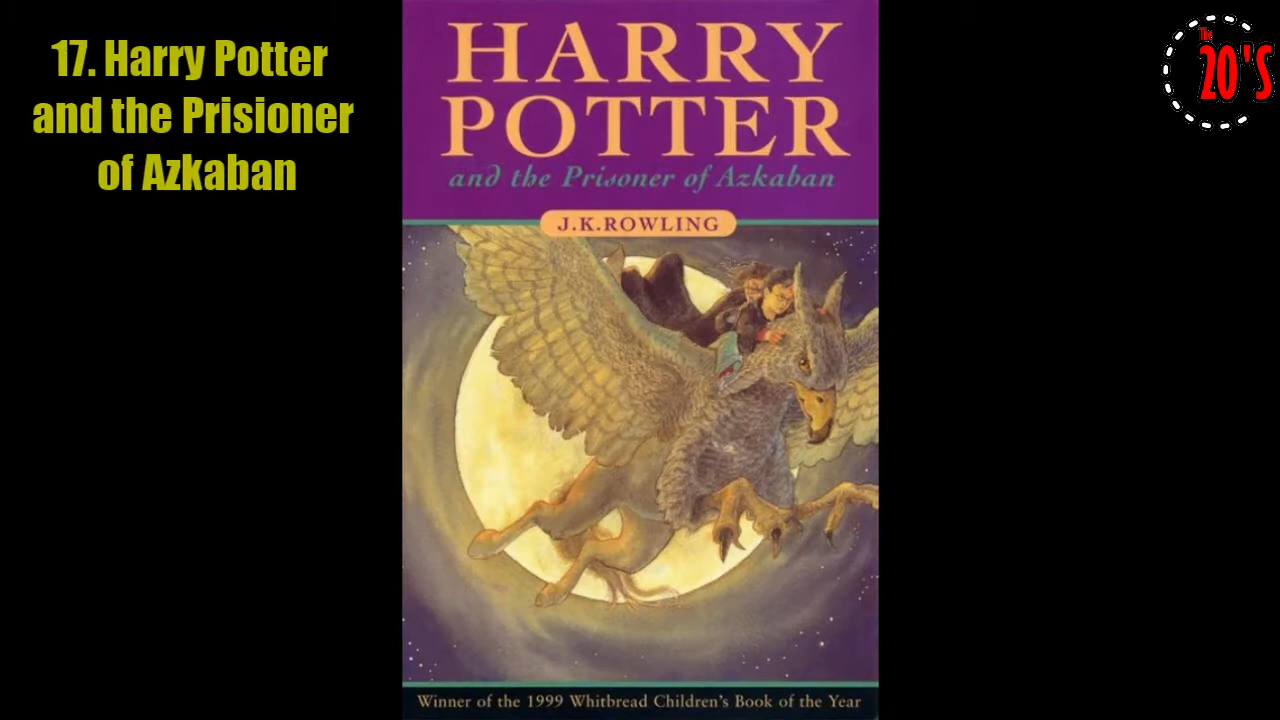 17. Harry Potter
and the Prisioner
of Azkaban
HARRY
POTTER
and the Prisoner of Azkaban
J.K.ROWLING
Winner of the 1999 Whitbread Children's Book of the Year
The
20'S